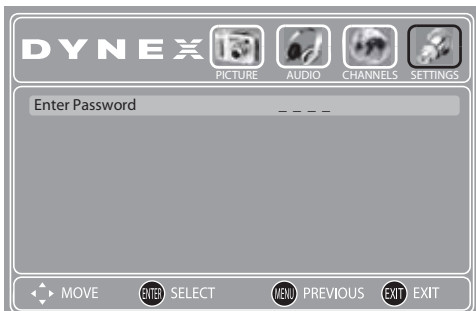 DYNEX
PICTURE AUDIO CHANNELS SETTINGS
Enter Password _ _ _ _
MOVE ENTER SELECT MENU PREVIOUS EXIT EXIT